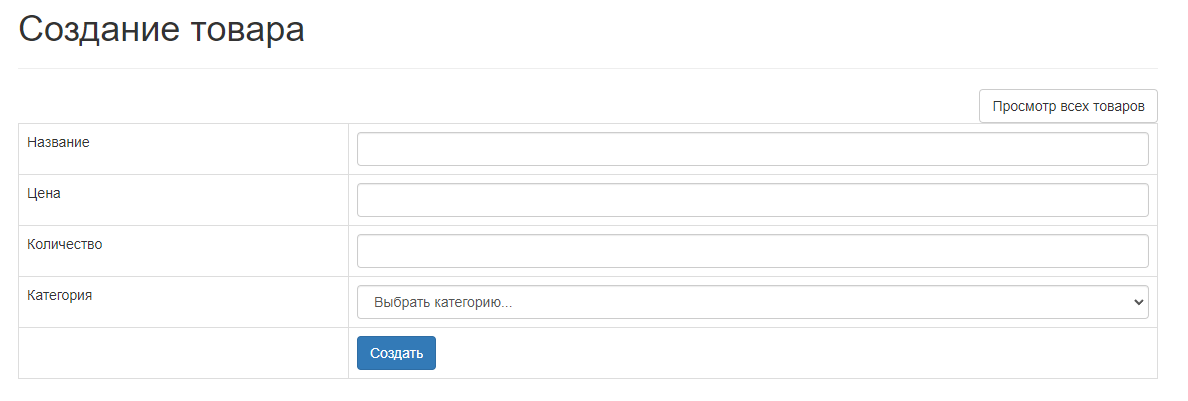 Создание товара
Просмотр всех товаров
Название
Цена
Количество
Категория
Выбрать категорию...
Создать